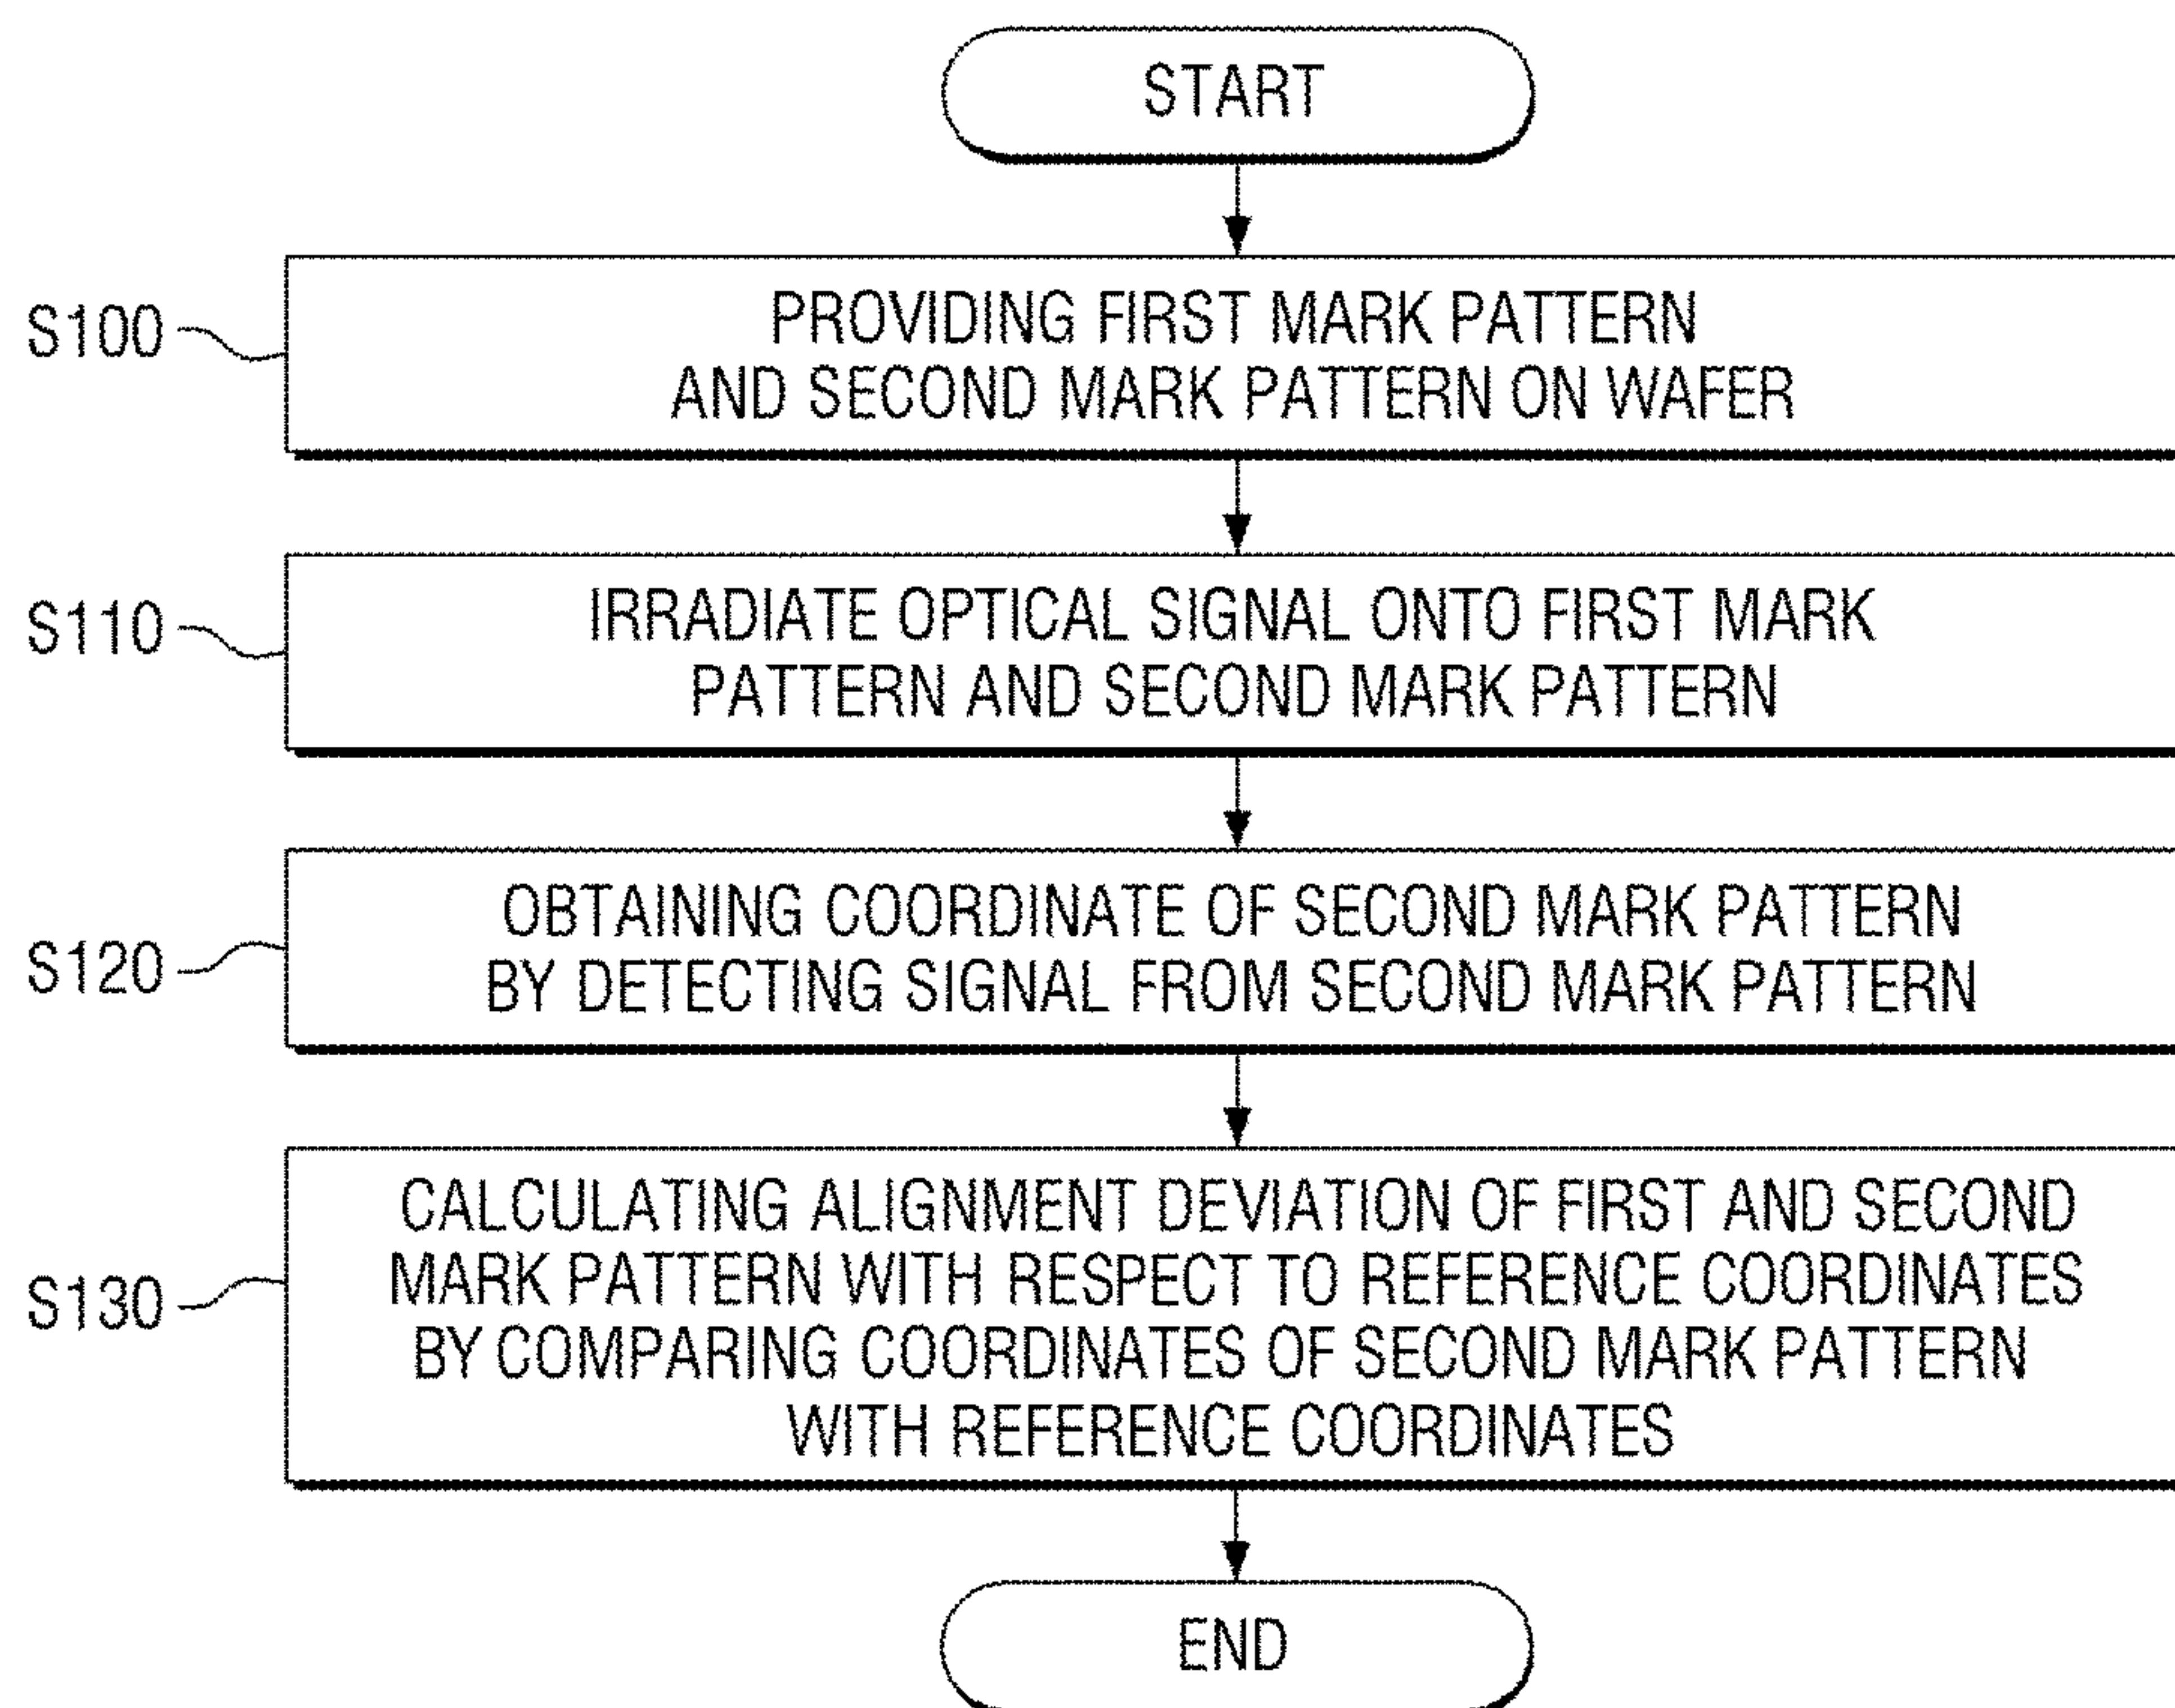 START
S100
PROVIDING FIRST MARK PATTERN
AND SECOND MARK PATTERN ON WAFER
S110
IRRADIATE OPTICAL SIGNAL ONTO FIRST MARK
PATTERN AND SECOND MARK PATTERN
S120
OBTAINING COORDINATE OF SECOND MARK PATTERN
BY DETECTING SIGNAL FROM SECOND MARK PATTERN
S130
CALCULATING ALIGNMENT DEVIATION OF FIRST AND SECOND
MARK PATTERN WITH RESPECT TO REFERENCE COORDINATES
BY COMPARING COORDINATES OF SECOND MARK PATTERN
WITH REFERENCE COORDINATES
END